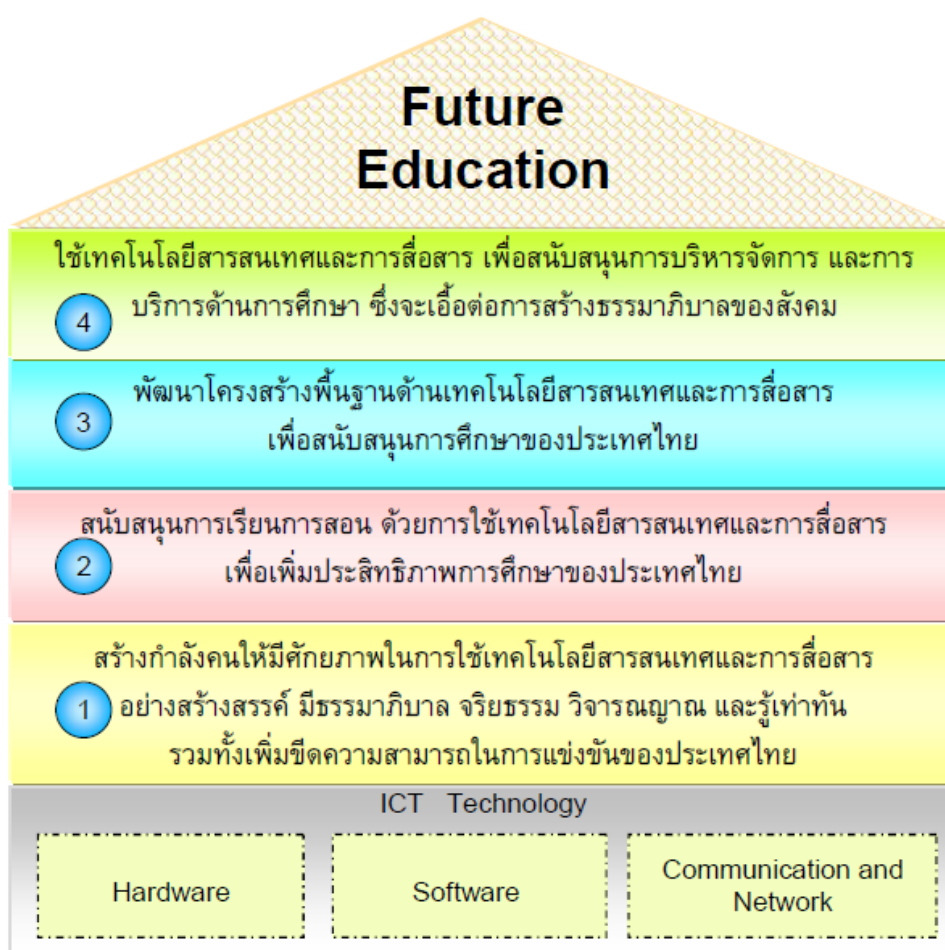 Future
Education
ใช้เทคโนโลยีสารสนเทศและการสื่อสาร เพื่อสนับสนุนการบริหารจัดการ และการ
บริการด้านการศึกษา ซึ่งจะเอื้อต่อการสร้างธรรมาภิบาลของสังคม
4
พัฒนาโครงสร้างพื้นฐานด้านเทคโนโลยีสารสนเทศและการสื่อสาร
3
เพื่อสนับสนุนการศึกษาของประเทศไทย
สนับสนุนการเรียนการสอน ด้วยการใช้เทคโนโลยีสารสนเทศและการสื่อสาร
2
เพื่อเพิ่มประสิทธิภาพการศึกษาของประเทศไทย
สร้างกำลังคนให้มีศักยภาพในการใช้เทคโนโลยีสารสนเทศและการสื่อสาร
1
อย่างสร้างสรรค์ มีธรรมาภิบาล จริยธรรม วิจารณญาณ และรู้เท่าทัน
รวมทั้งเพิ่มขีดความสามารถในการแข่งขันของประเทศไทย
ICT Technology
Hardware
Software
Communication and
Network